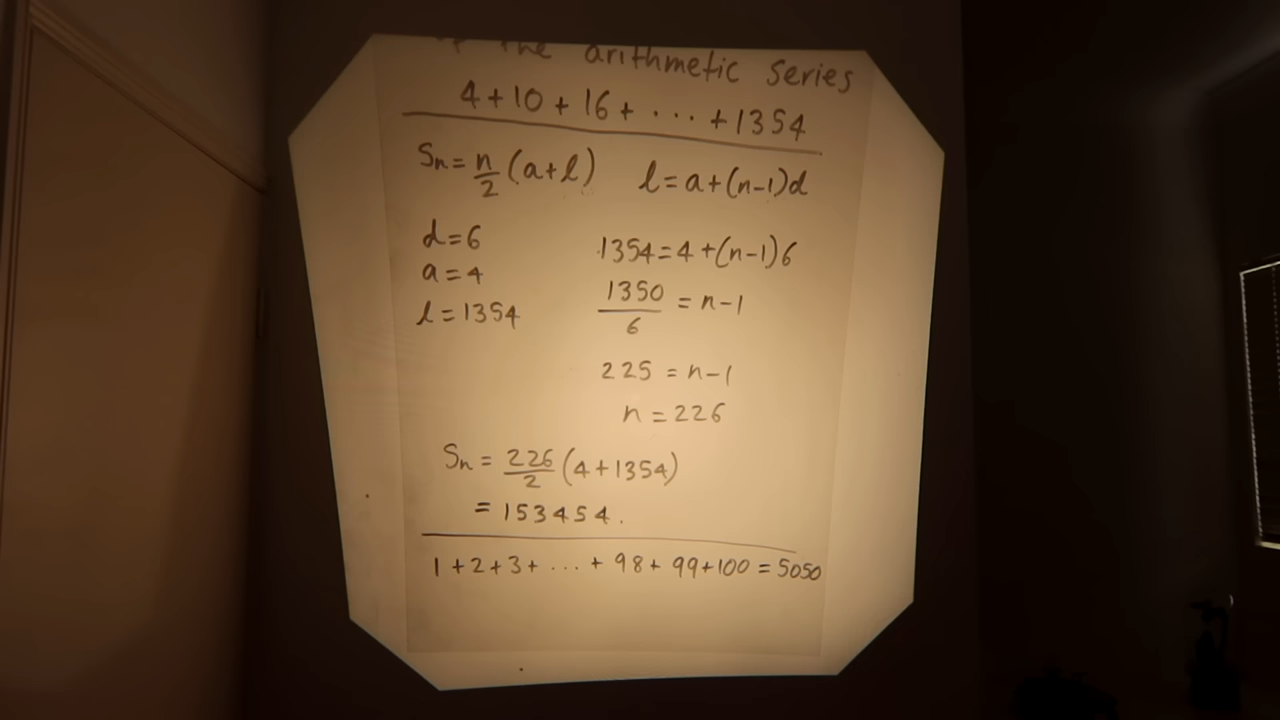 the arithmetic series
4 + 10 + 16 + ... + 1354
Sn = n/2 (a+l) l = a+(n-1)d
d = 6
a = 4
l = 1354
1354 = 4 + (n-1)6
1350/6 = n-1
225 = n-1
n = 226
Sn = 226/2 (4+1354)
= 153454.
1 + 2 + 3 + ... + 98 + 99 + 100 = 5050